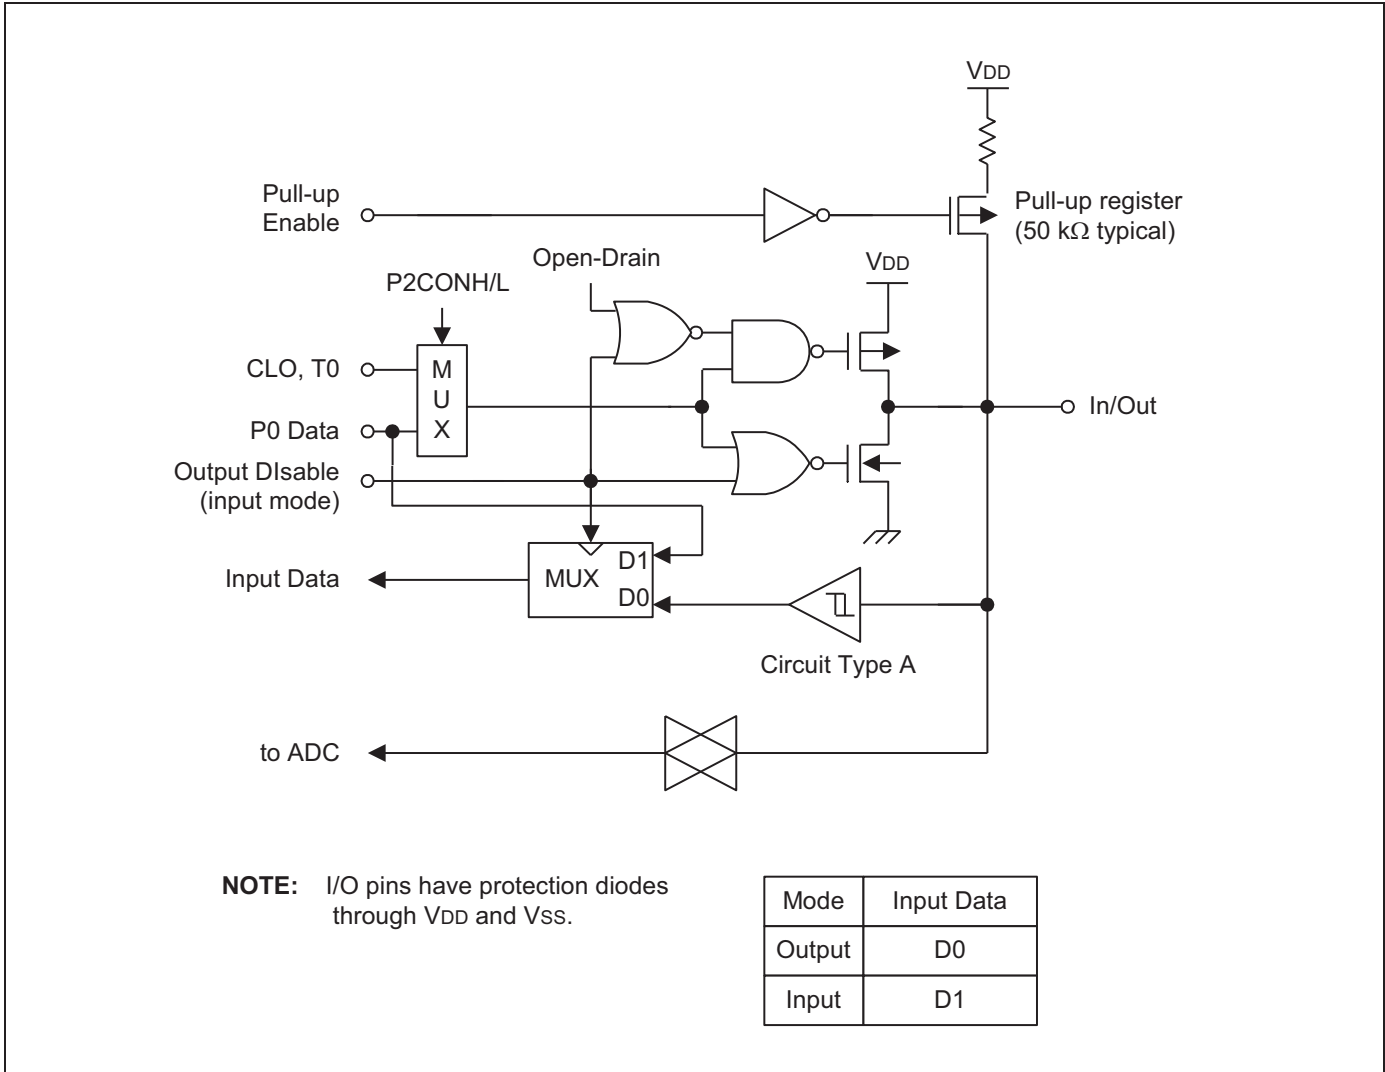 VDD
Pull-up
Enable
Pull-up register
(50 kΩ typical)
Open-Drain
VDD
P2CONH/L
CLO, T0
M
U
X
In/Out
P0 Data
Output DIsable
(input mode)
D1
Input Data
MUX
D0
Circuit Type A
to ADC
NOTE: I/O pins have protection diodes
through VDD and VSS.
Mode Input Data
Output D0
Input D1